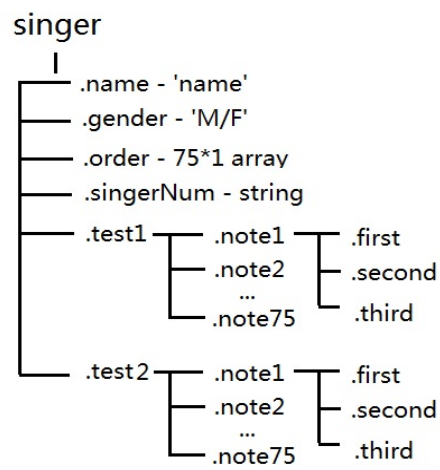 singer
.name - 'name'
.gender - 'M/F'
.order - 75*1 array
.singerNum - string
.test1 .note1 .first
.note2 .second
...
.note75 .third
.test2 .note1 .first
.note2 .second
...
.note75 .third